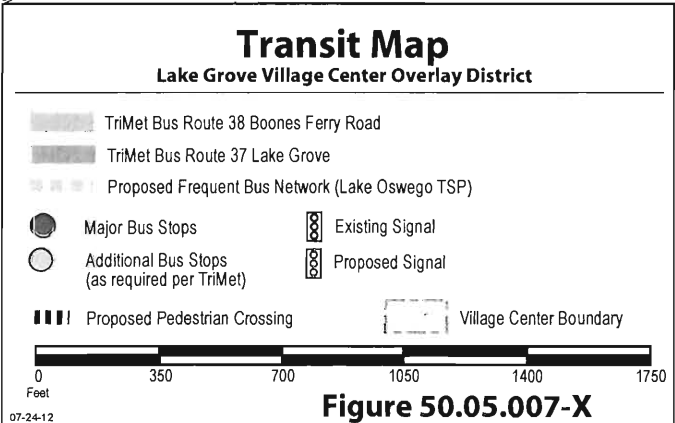 Transit Map
Lake Grove Village Center Overlay District
TriMet Bus Route 38 Boones Ferry Road
TriMet Bus Route 37 Lake Grove
Proposed Frequent Bus Network (Lake Oswego TSP)
Major Bus Stops
Existing Signal
Additional Bus Stops
(as required per TriMet)
Proposed Signal
Proposed Pedestrian Crossing
Village Center Boundary
0 350 700 1050 1400 1750
Feet
Figure 50.05.007-X
07-24-12